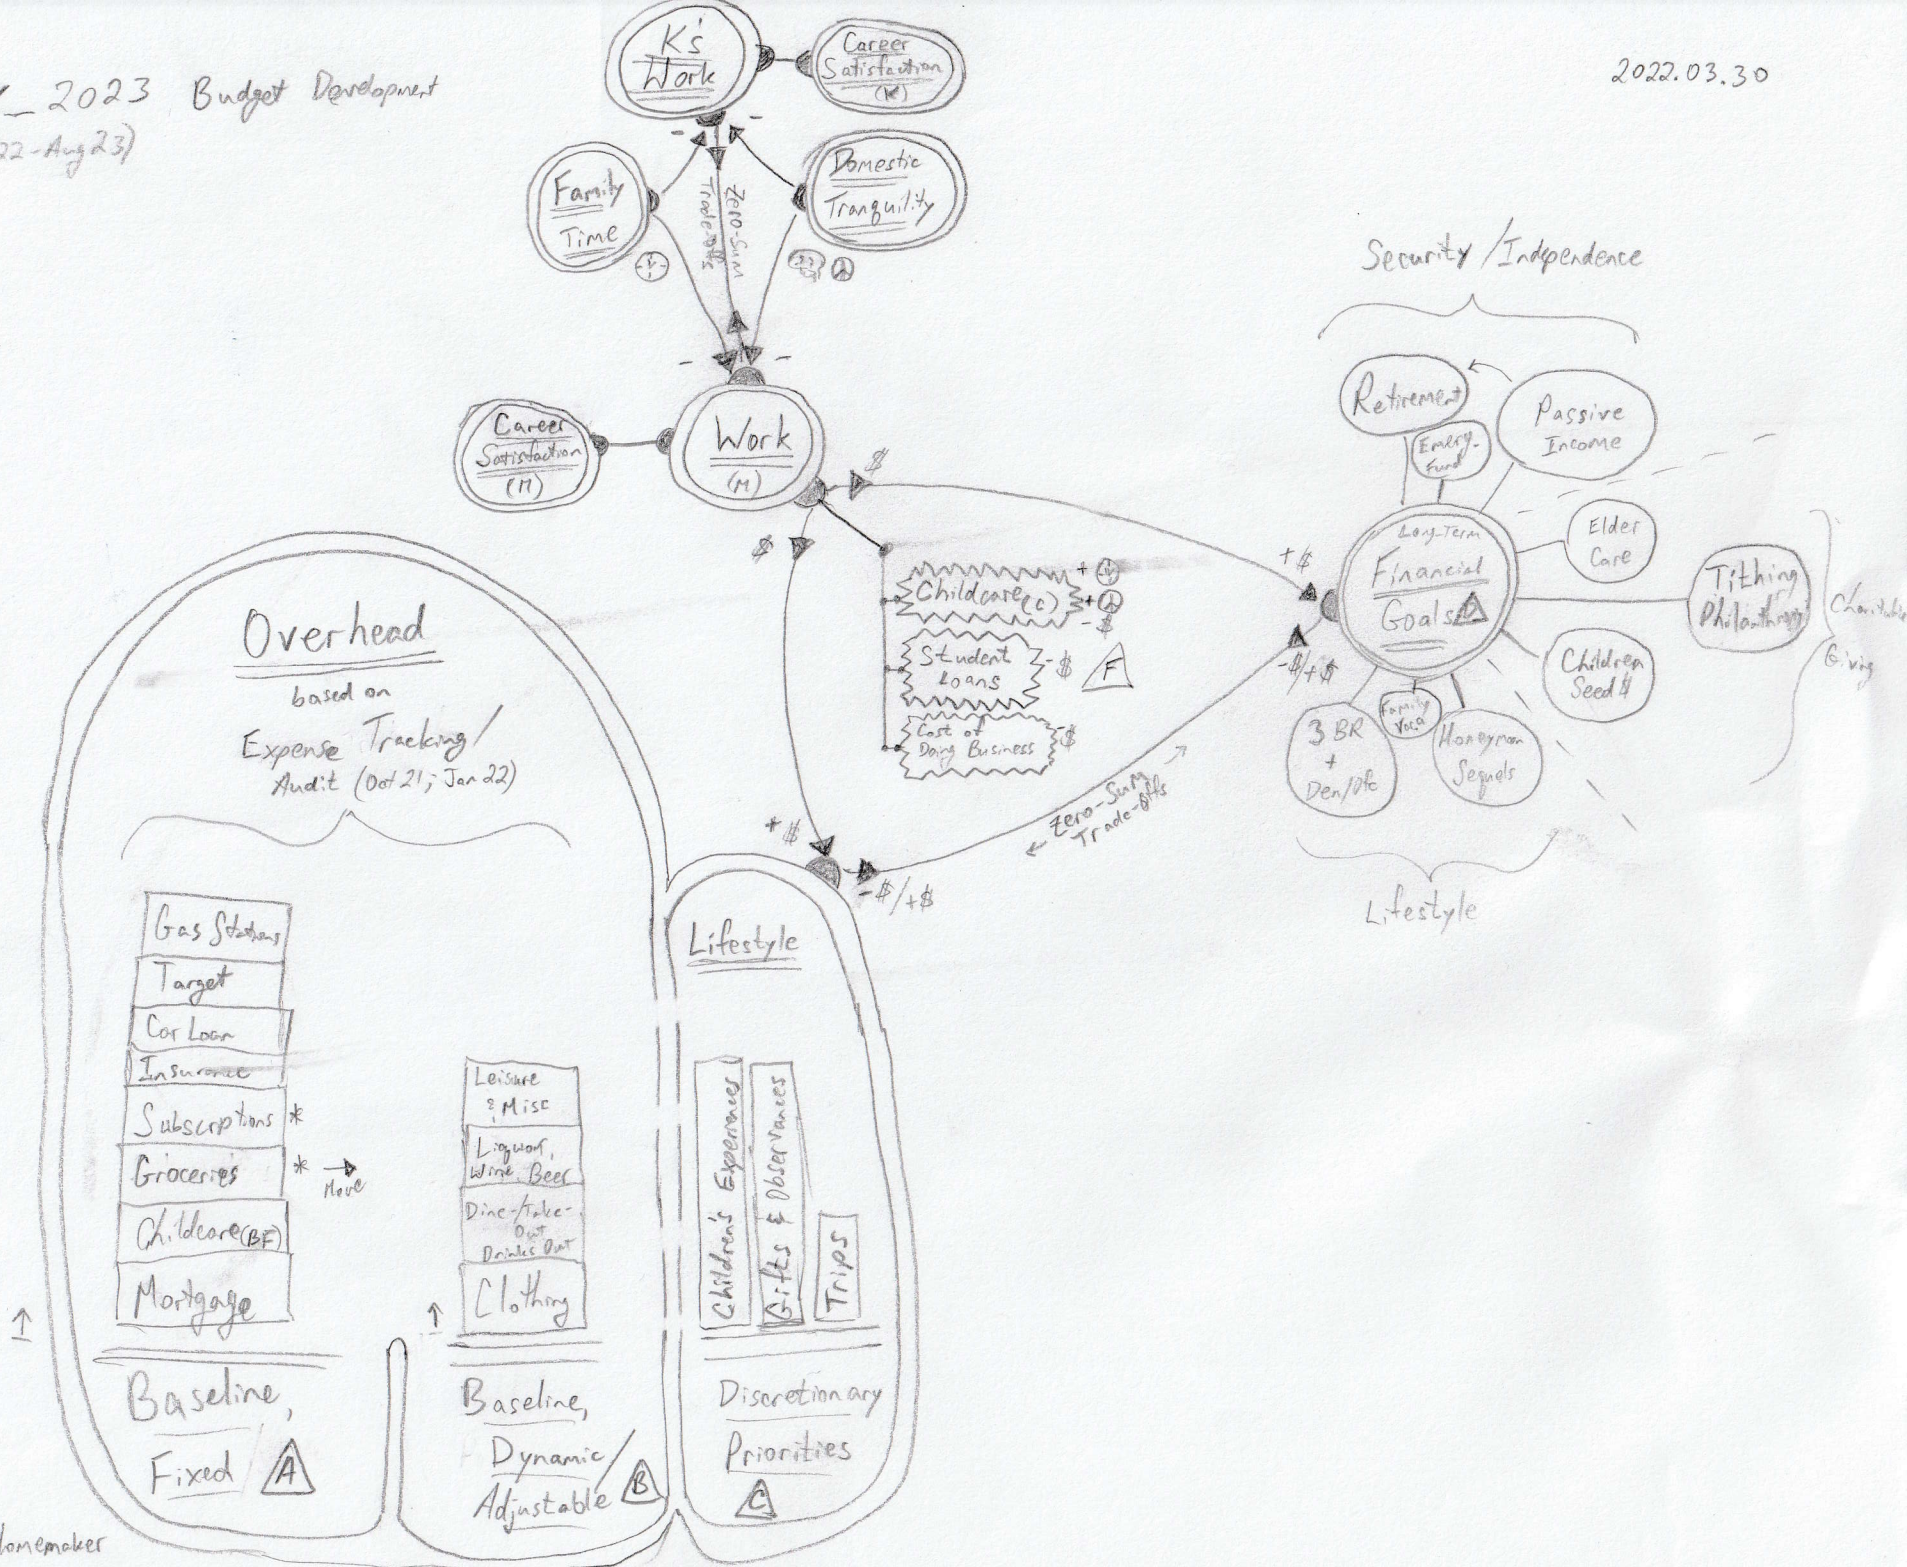 _ 2023 Budget Development
22-Aug 23)
2022.03.30
K's
Work
Career
Satisfaction
(K)
Family
Time
Domestic
Tranquility
Zero-Sum
Trade-offs
-
-
-
-
Career
Satisfaction
(M)
Work
(M)
$
$
Childcare (c)
+
+
- $
Student
Loans
- $
F
Cost of
Doing Business
- $
+ $
- $/+$
+ $
- $/+$
Zero-Sum
Trade-offs
Security/Independence
Retirement
Emerg-
Fund
Passive
Income
Long-Term
Financial
Goals
Elder
Care
Tithing
Philanthropy
Charitable
Giving
Children
Seed $
3 BR
+
Den/Ofc
Family
Vaca
Honeymoon
Sequels
Lifestyle
Overhead
based on
Expense Tracking/
Audit (Oct 21; Jan 22)
Gas Stations
Target
Car Loan
Insurance
Subscriptions *
Groceries * → Move
Childcare (BF)
Mortgage
Baseline,
Fixed A
Leisure
& Misc
Liquor,
Wine, Beer
Dine-/Take-
Out
Drinks Out
Clothing
Baseline,
Dynamic/
Adjustable B
Lifestyle
Children's Experiences
Gifts & Observances
Trips
Discretionary
Priorities
C
Homemaker